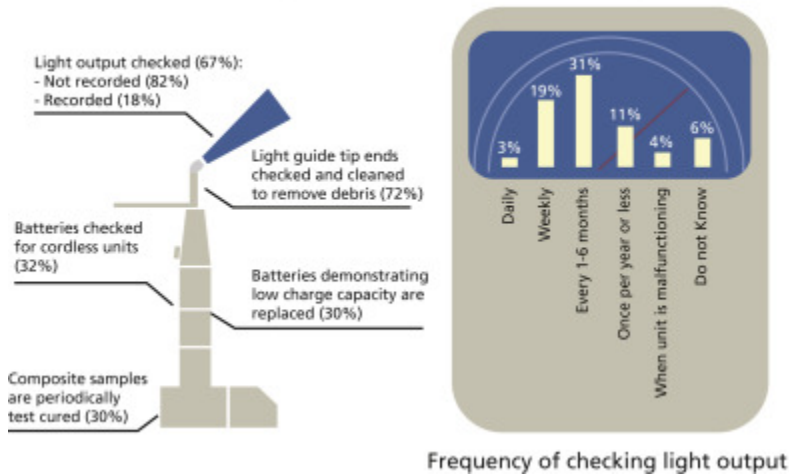 Light output checked (67%):
- Not recorded (82%)
- Recorded (18%)
Light guide tip ends
checked and cleaned
to remove debris (72%)
Batteries checked
for cordless units
(32%)
Batteries demonstrating
low charge capacity are
replaced (30%)
Composite samples
are periodically
test cured (30%)
3%
19%
31%
11%
4%
6%
Daily
Weekly
Every 1-6 months
Once per year or less
When unit is malfunctioning
Do not Know
Frequency of checking light output